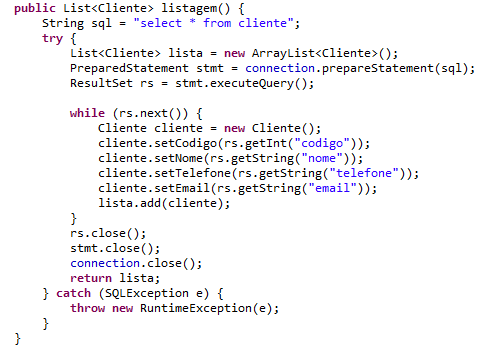 public List<Cliente> listagem() {
    String sql = "select * from cliente";
    try {
        List<Cliente> lista = new ArrayList<Cliente>();
        PreparedStatement stmt = connection.prepareStatement(sql);
        ResultSet rs = stmt.executeQuery();

        while (rs.next()) {
            Cliente cliente = new Cliente();
            cliente.setCodigo(rs.getInt("codigo"));
            cliente.setNome(rs.getString("nome"));
            cliente.setTelefone(rs.getString("telefone"));
            cliente.setEmail(rs.getString("email"));
            lista.add(cliente);
        }
        rs.close();
        stmt.close();
        connection.close();
        return lista;
    } catch (SQLException e) {
        throw new RuntimeException(e);
    }
}